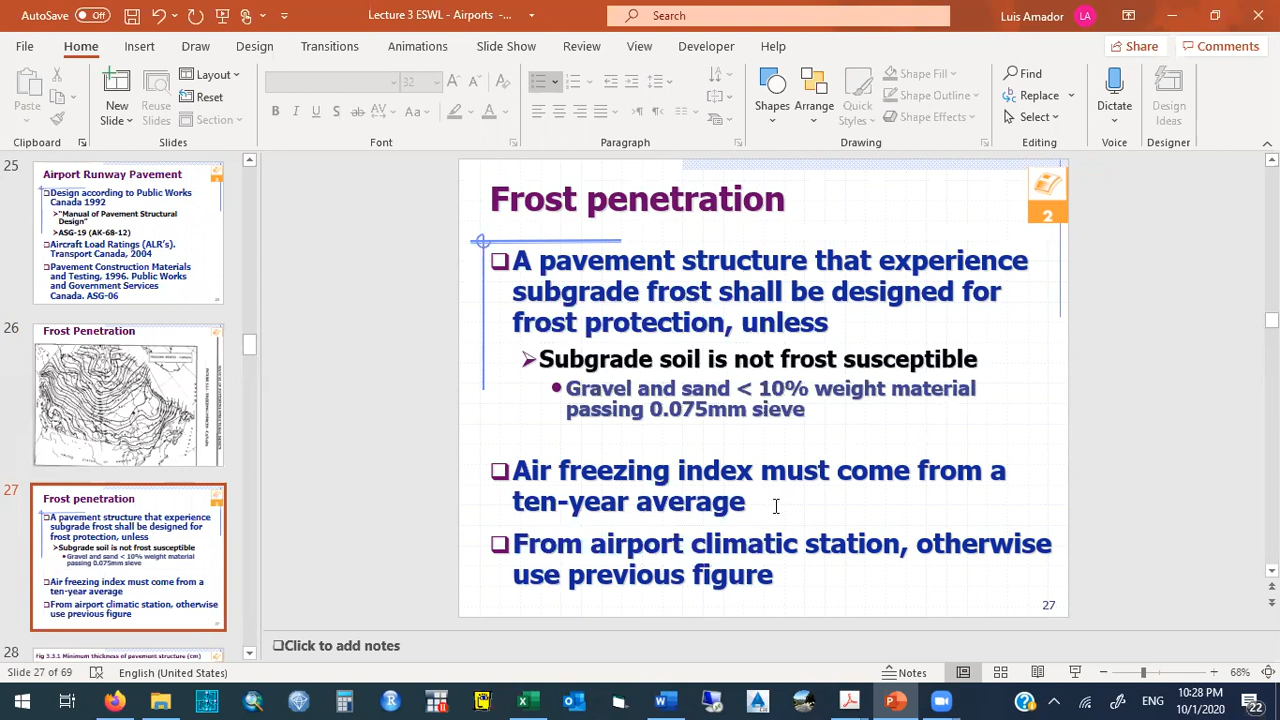 AutoSave Off
Lecture 3 ESWL - Airports -...
Search
Luis Amador LA
File Home Insert Draw Design Transitions Animations Slide Show Review View Developer Help
Share Comments
Paste
New Slide
Reuse Slides
Layout
Reset
Section
32
Shapes
Arrange
Quick Styles
Shape Fill
Shape Outline
Shape Effects
Find
Replace
Select
Dictate
Design Ideas
Clipboard Slides Font Paragraph Drawing Editing Voice Designer
25
Airport Runway Pavement
Design according to Public Works
Canada 1992
"Manual of Pavement Structural
Design"
ASG-19 (AK-68-12)
Aircraft Load Ratings (ALR's).
Transport Canada, 2004
Pavement Construction Materials
and Testing, 1996. Public Works
and Government Services
Canada. ASG-06
26
Frost Penetration
27
Frost penetration
A pavement structure that experience
subgrade frost shall be designed for
frost protection, unless
Subgrade soil is not frost susceptible
Gravel and sand < 10% weight material
passing 0.075mm sieve
Air freezing index must come from a
ten-year average
From airport climatic station, otherwise
use previous figure
28
Fig 3.3.1 Minimum thickness of pavement structure (cm)
Frost penetration
2
A pavement structure that experience
subgrade frost shall be designed for
frost protection, unless
Subgrade soil is not frost susceptible
Gravel and sand < 10% weight material
passing 0.075mm sieve
Air freezing index must come from a
ten-year average
From airport climatic station, otherwise
use previous figure
27
Click to add notes
Slide 27 of 69
English (United States)
Notes
68%
ENG
10:28 PM
10/1/2020
22